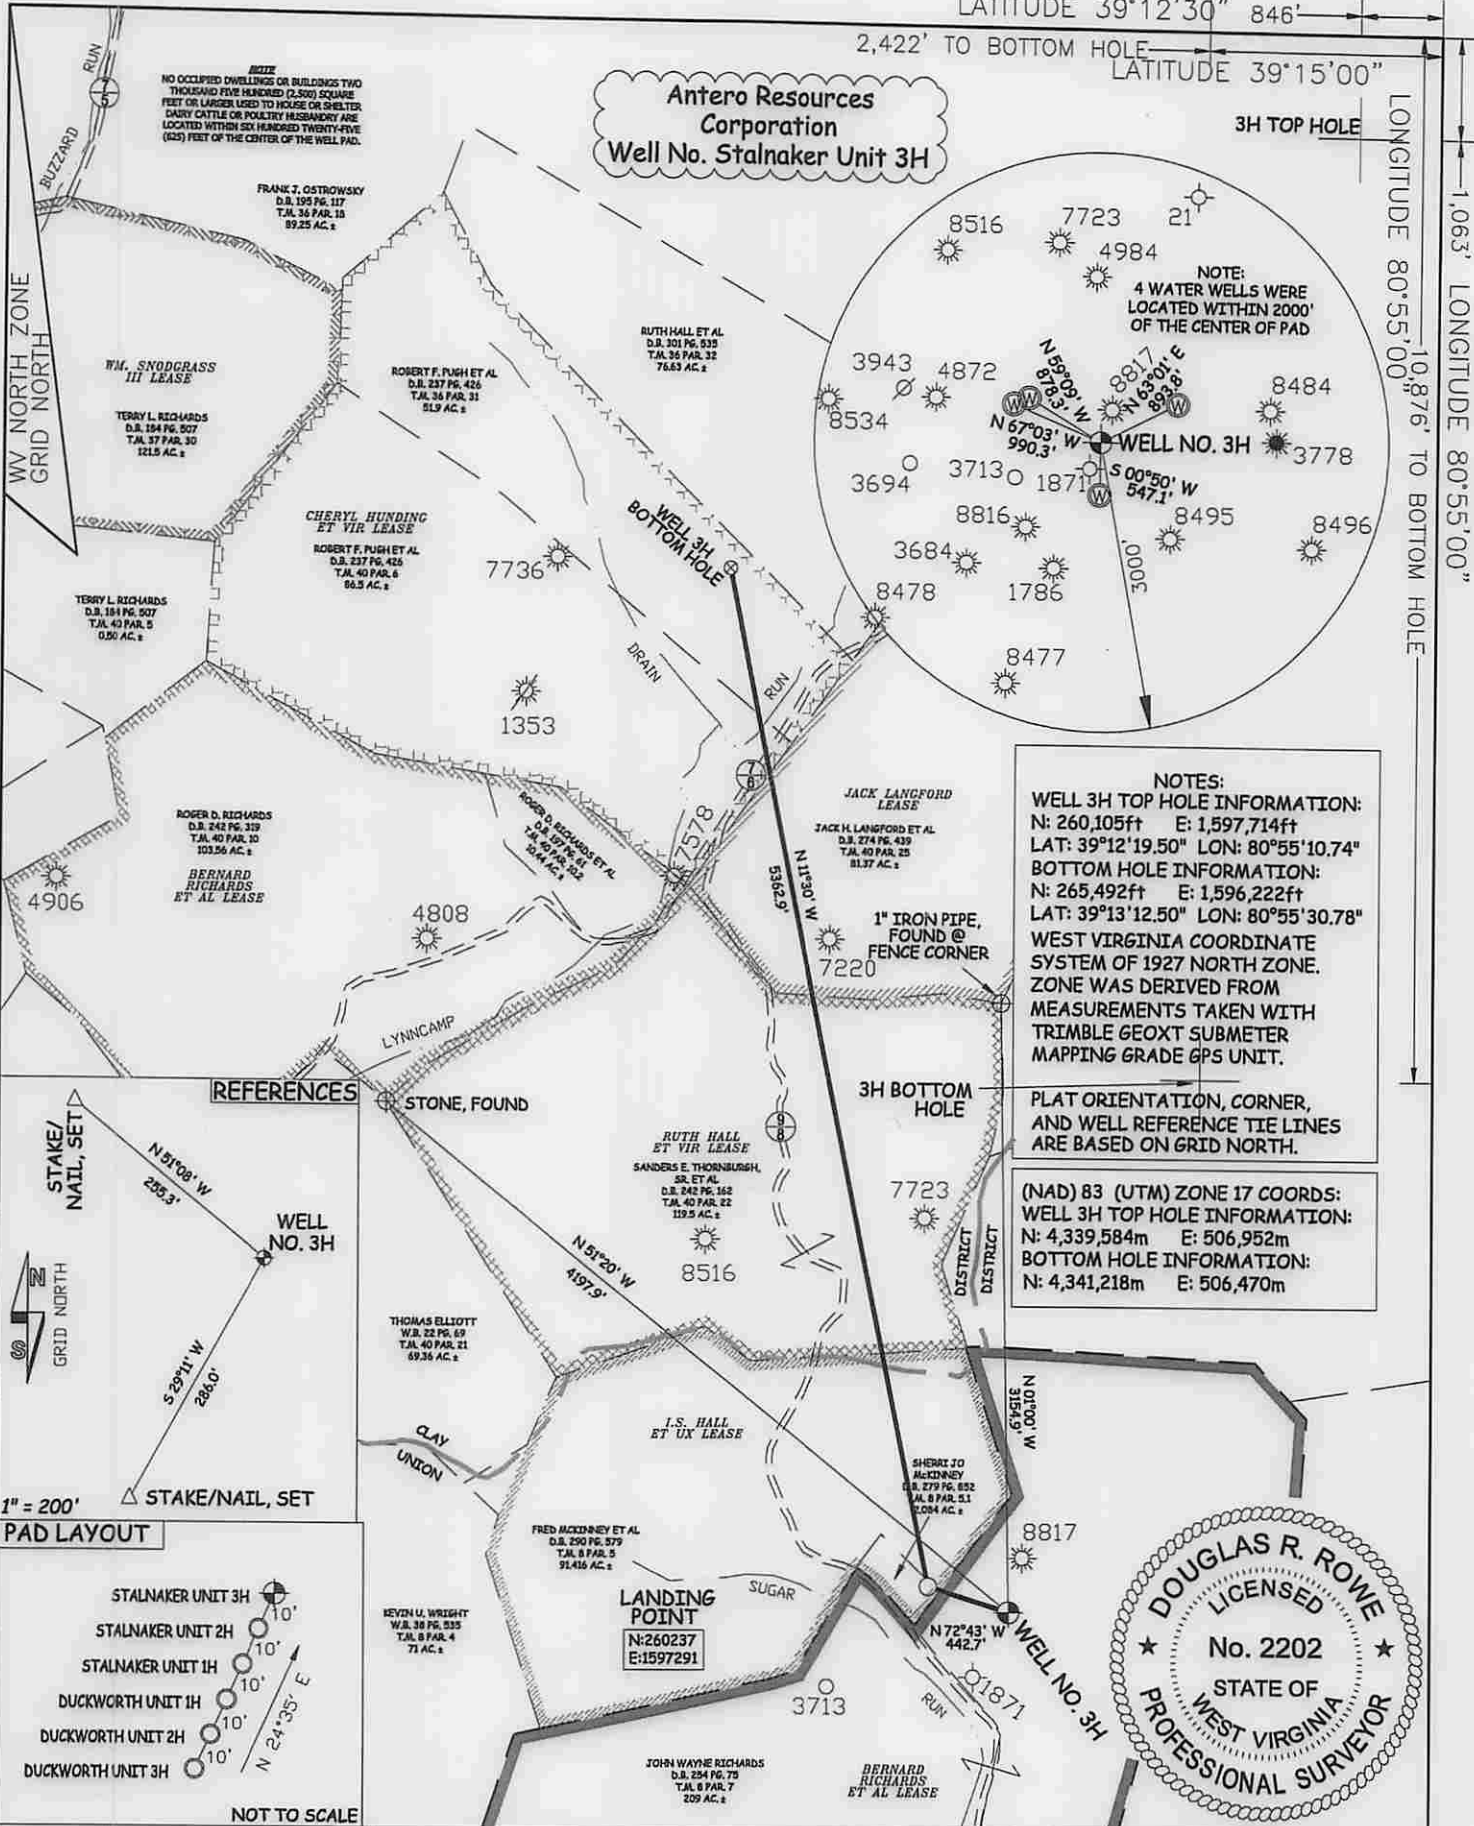 LATITUDE 39°12'30" 846'
2,422' TO BOTTOM HOLE
LATITUDE 39°15'00"
3H TOP HOLE
1,063' LONGITUDE 80°55'00"
LONGITUDE 80°55'00"
10,876' TO BOTTOM HOLE
Antero Resources
Corporation
Well No. Stalnaker Unit 3H
BUZZARD
RUN
7
5
NOTE
NO OCCUPIED DWELLINGS OR BUILDINGS TWO
THOUSAND FIVE HUNDRED (2,500) SQUARE
FEET OR LARGER USED TO HOUSE OR SHELTER
DAIRY CATTLE OR POULTRY HUSBANDRY ARE
LOCATED WITHIN SIX HUNDRED TWENTY-FIVE
(625) FEET OF THE CENTER OF THE WELL PAD.
FRANK J. OSTROWSKY
D.B. 195 PG. 117
T.M. 36 PAR. 18
89.25 AC.±
WV NORTH ZONE
GRID NORTH
WM. SNODGRASS
III LEASE
TERRY L. RICHARDS
D.B. 184 PG. 507
T.M. 37 PAR. 30
121.5 AC.±
ROBERT F. PUGH ET AL
D.B. 237 PG. 426
T.M. 36 PAR. 31
51.9 AC.±
RUTH HALL ET AL
D.B. 301 PG. 535
T.M. 36 PAR. 32
76.63 AC.±
8516
7723
21
4984
NOTE:
4 WATER WELLS WERE
LOCATED WITHIN 2000'
OF THE CENTER OF PAD
3943
4872
N 59°09' W
878.3'
8817
N 63°01' E
893.8'
8484
8534
W
W
W
N 67°03' W
990.3'
WELL NO. 3H
3778
3694
3713
1871
S 00°50' W
547.1'
W
8816
8495
8496
3684
1786
3000'
8478
8477
CHERYL HUNDING
ET VIR LEASE
ROBERT F. PUGH ET AL
D.B. 237 PG. 426
T.M. 40 PAR. 6
86.5 AC.±
7736
WELL 3H
BOTTOM HOLE
TERRY L. RICHARDS
D.B. 184 PG. 507
T.M. 40 PAR. 5
0.50 AC.±
DRAIN
RUN
1353
7
6
7578
ROGER D. RICHARDS
D.B. 242 PG. 319
T.M. 40 PAR. 10
103.56 AC.±
BERNARD
RICHARDS
ET AL LEASE
ROGER D. RICHARDS ET AL
D.B. 197 PG. 61
T.M. 40 PAR. 10.2
10.44 AC.±
JACK LANGFORD
LEASE
JACK H. LANGFORD ET AL
D.B. 274 PG. 439
T.M. 40 PAR. 25
81.37 AC.±
4906
4808
N 11°30' W
5362.9'
7220
1" IRON PIPE,
FOUND @
FENCE CORNER
LYNNCAMP
NOTES:
WELL 3H TOP HOLE INFORMATION:
N: 260,105ft E: 1,597,714ft
LAT: 39°12'19.50" LON: 80°55'10.74"
BOTTOM HOLE INFORMATION:
N: 265,492ft E: 1,596,222ft
LAT: 39°13'12.50" LON: 80°55'30.78"
WEST VIRGINIA COORDINATE
SYSTEM OF 1927 NORTH ZONE.
ZONE WAS DERIVED FROM
MEASUREMENTS TAKEN WITH
TRIMBLE GEOXT SUBMETER
MAPPING GRADE GPS UNIT.
PLAT ORIENTATION, CORNER,
AND WELL REFERENCE TIE LINES
ARE BASED ON GRID NORTH.
3H BOTTOM
HOLE
(NAD) 83 (UTM) ZONE 17 COORDS:
WELL 3H TOP HOLE INFORMATION:
N: 4,339,584m E: 506,952m
BOTTOM HOLE INFORMATION:
N: 4,341,218m E: 506,470m
REFERENCES
STAKE/
NAIL, SET
N 51°08' W
255.3'
WELL
NO. 3H
N
S
GRID NORTH
S 29°11' W
286.0'
STAKE/NAIL, SET
1" = 200'
STONE, FOUND
RUTH HALL
ET VIR LEASE
SANDERS E. THORNBURGH,
SR. ET AL
D.B. 242 PG. 162
T.M. 40 PAR. 22
119.5 AC.±
9
8
7723
8516
N 51°20' W
4197.9'
DISTRICT
DISTRICT
THOMAS ELLIOTT
W.B. 22 PG. 69
T.M. 40 PAR. 21
69.36 AC.±
CLAY
UNION
I.S. HALL
ET UX LEASE
N 01°00' W
3154.9'
SHERRI JO
McKINNEY
D.B. 279 PG. 652
T.M. 8 PAR. 5.1
2.084 AC.±
FRED MCKINNEY ET AL
D.B. 290 PG. 579
T.M. 8 PAR. 5
91.416 AC.±
8817
SUGAR
RUN
LANDING
POINT
N:260237
E:1597291
N 72°43' W
442.7'
WELL NO. 3H
KEVIN U. WRIGHT
W.B. 38 PG. 535
T.M. 8 PAR. 4
71 AC.±
3713
1871
JOHN WAYNE RICHARDS
D.B. 254 PG. 75
T.M. 8 PAR. 7
209 AC.±
BERNARD
RICHARDS
ET AL LEASE
PAD LAYOUT
STALNAKER UNIT 3H
10'
STALNAKER UNIT 2H
10'
STALNAKER UNIT 1H
10'
DUCKWORTH UNIT 1H
10'
DUCKWORTH UNIT 2H
10'
DUCKWORTH UNIT 3H
N 24°35' E
NOT TO SCALE
DOUGLAS R. ROWE
LICENSED
No. 2202
STATE OF
WEST VIRGINIA
PROFESSIONAL SURVEYOR